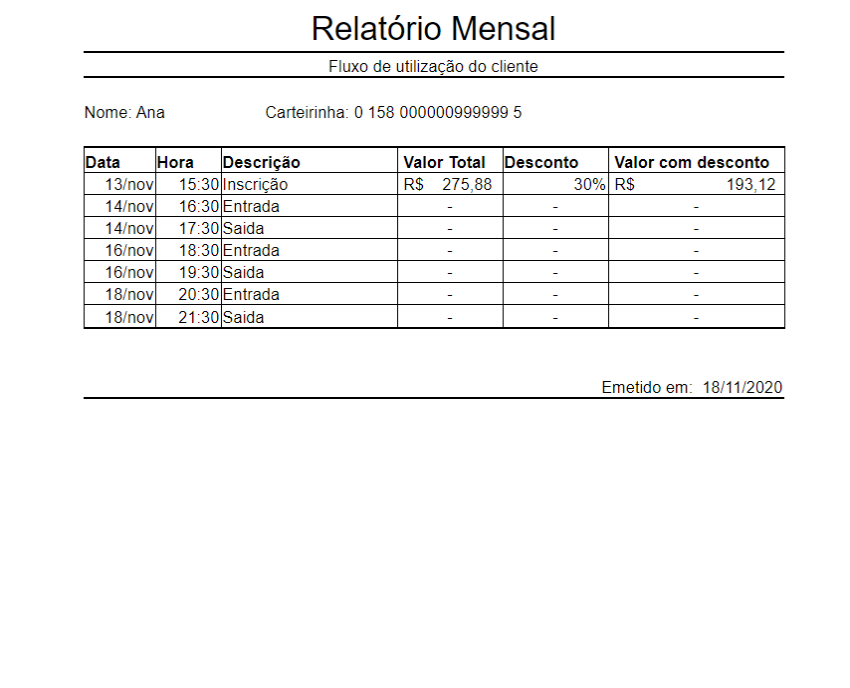 Relatório Mensal
Fluxo de utilização do cliente
Nome: Ana Carteirinha: 0 158 000000999999 5
Data Hora Descrição Valor Total Desconto Valor com desconto
13/nov 15:30 Inscrição R$ 275,88 30% R$ 193,12
14/nov 16:30 Entrada - - -
14/nov 17:30 Saida - - -
16/nov 18:30 Entrada - - -
16/nov 19:30 Saida - - -
18/nov 20:30 Entrada - - -
18/nov 21:30 Saida - - -
Emetido em: 18/11/2020